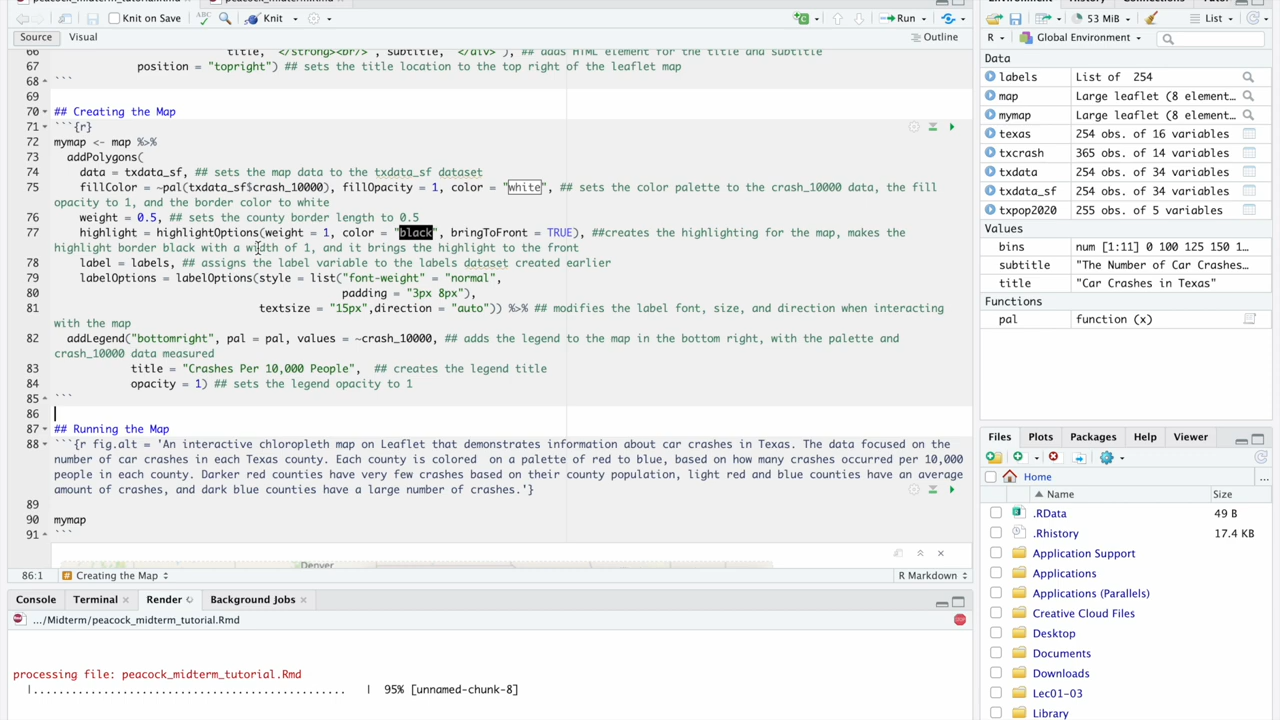 Knit on Save
Knit
Run
Source Visual
Outline
66 title, '</strong><br/>', subtitle, '</div>'), ## adds HTML element for the title and subtitle
67 position = "topright") ## sets the title location to the top right of the leaflet map
68 ```
69
70 ## Creating the Map
71 ```{r}
72 mymap <- map %>%
73 addPolygons(
74 data = txdata_sf, ## sets the map data to the txdata_sf dataset
75 fillColor = ~pal(txdata_sf$crash_10000), fillOpacity = 1, color = "white", ## sets the color palette to the crash_10000 data, the fill
opacity to 1, and the border color to white
76 weight = 0.5, ## sets the county border length to 0.5
77 highlight = highlightOptions(weight = 1, color = "black", bringToFront = TRUE), ##creates the highlighting for the map, makes the
highlight border black with a width of 1, and it brings the highlight to the front
78 label = labels, ## assigns the label variable to the labels dataset created earlier
79 labelOptions = labelOptions(style = list("font-weight" = "normal",
80 padding = "3px 8px"),
81 textsize = "15px",direction = "auto")) %>% ## modifies the label font, size, and direction when interacting
with the map
82 addLegend("bottomright", pal = pal, values = ~crash_10000, ## adds the legend to the map in the bottom right, with the palette and
crash_10000 data measured
83 title = "Crashes Per 10,000 People", ## creates the legend title
84 opacity = 1) ## sets the legend opacity to 1
85 ```
86
87 ## Running the Map
88 ```{r fig.alt = 'An interactive chloropleth map on Leaflet that demonstrates information about car crashes in Texas. The data focused on the
number of car crashes in each Texas county. Each county is colored on a palette of red to blue, based on how many crashes occurred per 10,000
people in each county. Darker red counties have very few crashes based on their county population, light red and blue counties have an average
amount of crashes, and dark blue counties have a large number of crashes.'}
89
90 mymap
91 ```
Denver
86:1 Creating the Map R Markdown
Console Terminal Render Background Jobs
.../Midterm/peacock_midterm_tutorial.Rmd
processing file: peacock_midterm_tutorial.Rmd
|.............................................. | 95% [unnamed-chunk-8]
53 MiB List
R Global Environment
Data
labels List of 254
map Large leaflet (8 element…
mymap Large leaflet (8 element…
texas 254 obs. of 16 variables
txcrash 365 obs. of 14 variables
txdata 254 obs. of 34 variables
txdata_sf 254 obs. of 34 variables
txpop2020 255 obs. of 5 variables
Values
bins num [1:11] 0 100 125 150 1…
subtitle "The Number of Car Crashes…
title "Car Crashes in Texas"
Functions
pal function (x)
Files Plots Packages Help Viewer
Home ...
Name Size
.RData 49 B
.Rhistory 17.4 KB
Application Support
Applications
Applications (Parallels)
Creative Cloud Files
Desktop
Documents
Downloads
Lec01-03
Library